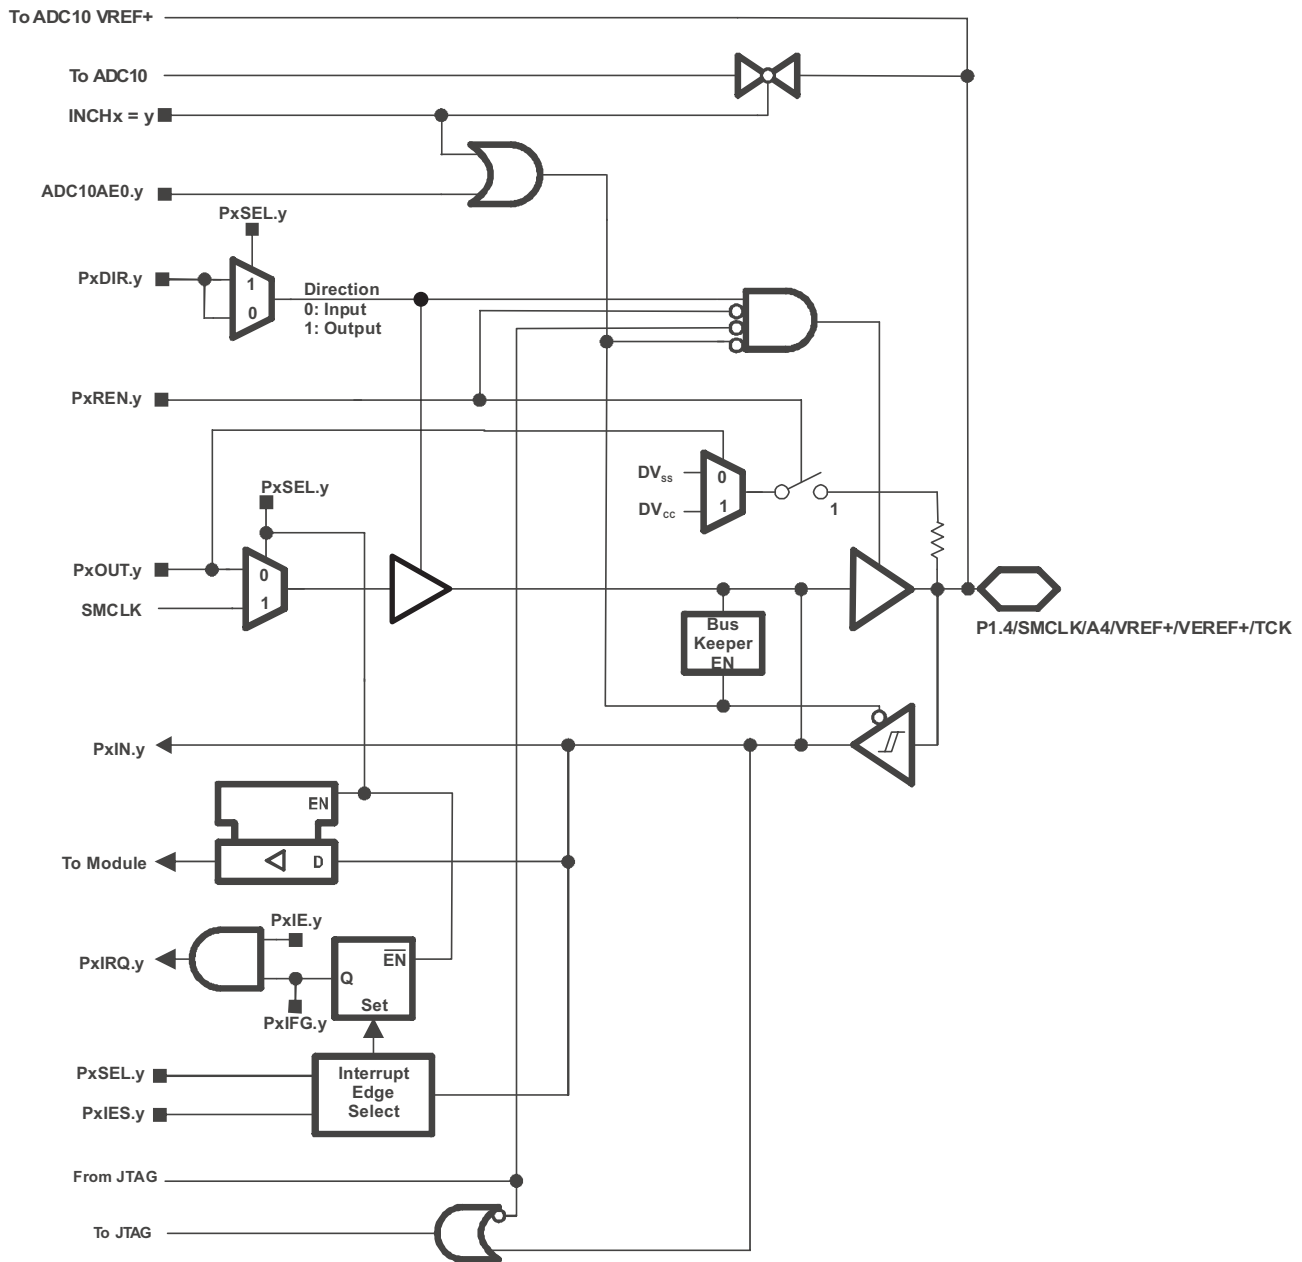 To ADC10 VREF+
To ADC10
INCHx = y
ADC10AE0.y
PxSEL.y
PxDIR.y
1
0
Direction
0: Input
1: Output
PxREN.y
DVSS
0
DVCC
1
1
PxSEL.y
PxOUT.y
0
SMCLK
1
Bus
Keeper
EN
P1.4/SMCLK/A4/VREF+/VEREF+/TCK
PxIN.y
EN
To Module
D
PxIE.y
PxIRQ.y
EN
Q
Set
PxIFG.y
PxSEL.y
PxIES.y
Interrupt
Edge
Select
From JTAG
To JTAG